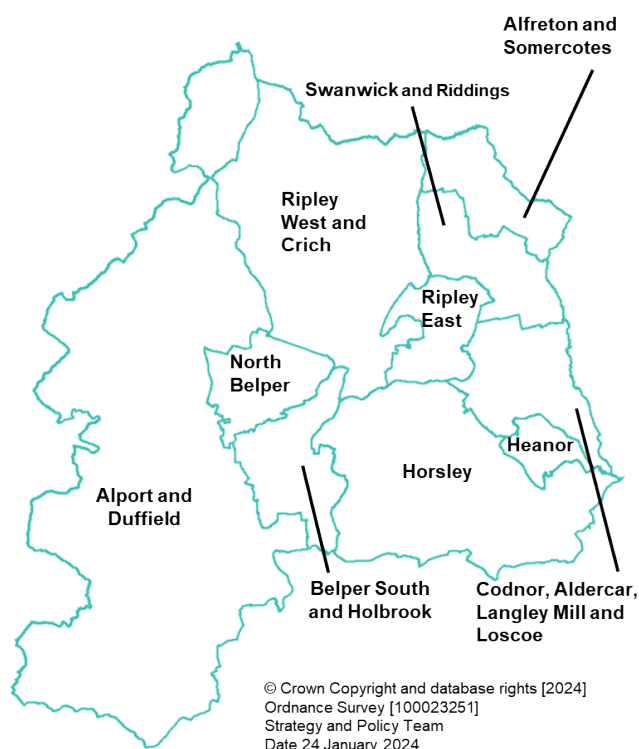 Alfreton and
Somercotes
Swanwick and Riddings
Ripley
West and
Crich
Ripley
East
North
Belper
Heanor
Horsley
Alport and
Duffield
Belper South
and Holbrook
Codnor, Aldercar,
Langley Mill and
Loscoe
© Crown Copyright and database rights [2024]
Ordnance Survey [100023251]
Strategy and Policy Team
Date 24 January 2024